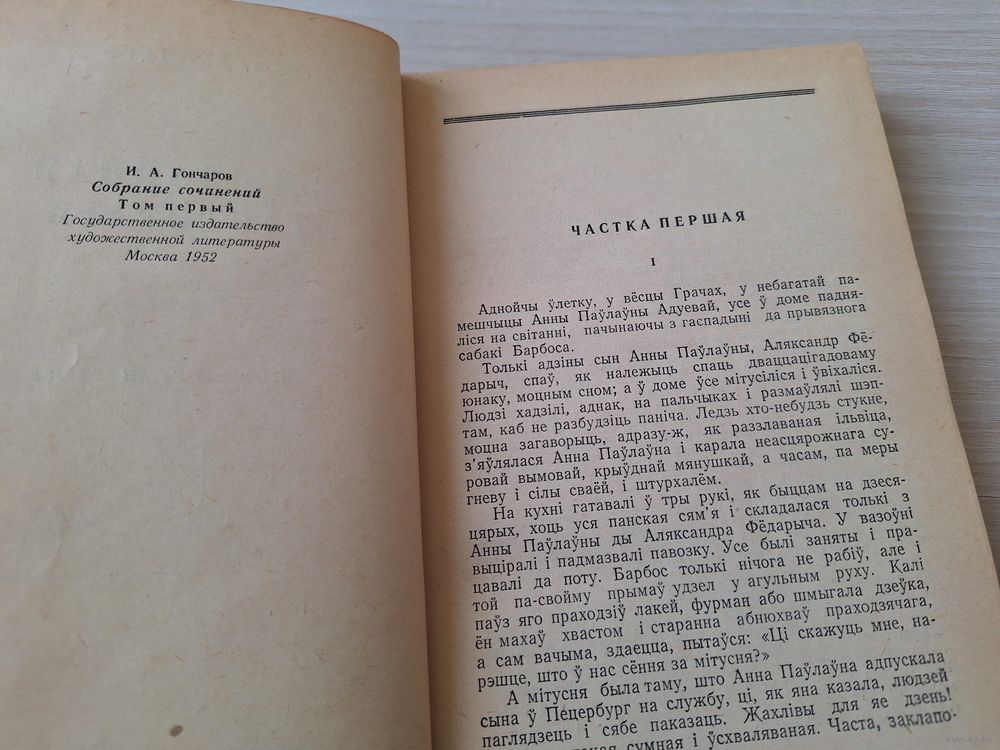 И. А. Гончаров
Собрание сочинений
Том первый
Государственное издательство
художественной литературы
Москва 1952
ЧАСТКА ПЕРШАЯ
I
Аднойчы ўлетку, у вёсцы Грачах, у небагатай па-
мешчыцы Анны Паўлаўны Адуевай, усе ў доме падня-
ліся на світанні, пачынаючы з гаспадыні да прывязнога
сабакі Барбоса.
Толькі адзіны сын Анны Паўлаўны, Аляксандр Фё-
дарыч, спаў, як належыць спаць дваццацігадоваму
юнаку, моцным сном; а ў доме ўсе мітусіліся і ўвіхаліся.
Людзі хадзілі, аднак, на пальчыках і размаўлялі шэп-
там, каб не разбудзіць паніча. Ледзь хто-небудзь стукне,
моцна загаворыць, адразу-ж, як раззлаваная ільвіца,
з’яўлялася Анна Паўлаўна і карала неасцярожнага су-
ровай вымовай, крыўднай мянушкай, а часам, па меры
гневу і сілы сваёй, і штурхалём.
На кухні гатавалі ў тры рукі, як быццам на дзеся-
цярых, хоць уся панская сям’я і складалася толькі з
Анны Паўлаўны ды Аляксандра Фёдарыча. У вазоўні
выціралі і падмазвалі павозку. Усе былі заняты і пра-
цавалі да поту. Барбос толькі нічога не рабіў, але і
той па-свойму прымаў удзел у агульным руху. Калі
паўз яго праходзіў лакей, фурман або шмыгала дзеўка,
ён махаў хвастом і старанна абнюхваў праходзячага,
а сам вачыма, здаецца, пытаўся: «Ці скажуць мне, на-
рэшце, што ў нас сёння за мітусня?»
А мітусня была таму, што Анна Паўлаўна адпускала
сына ў Пецербург на службу, ці, як яна казала, людзей
паглядзець і сябе паказаць. Жахлівы для яе дзень!
сумная і ўсхваляваная. Часта, заклапо-